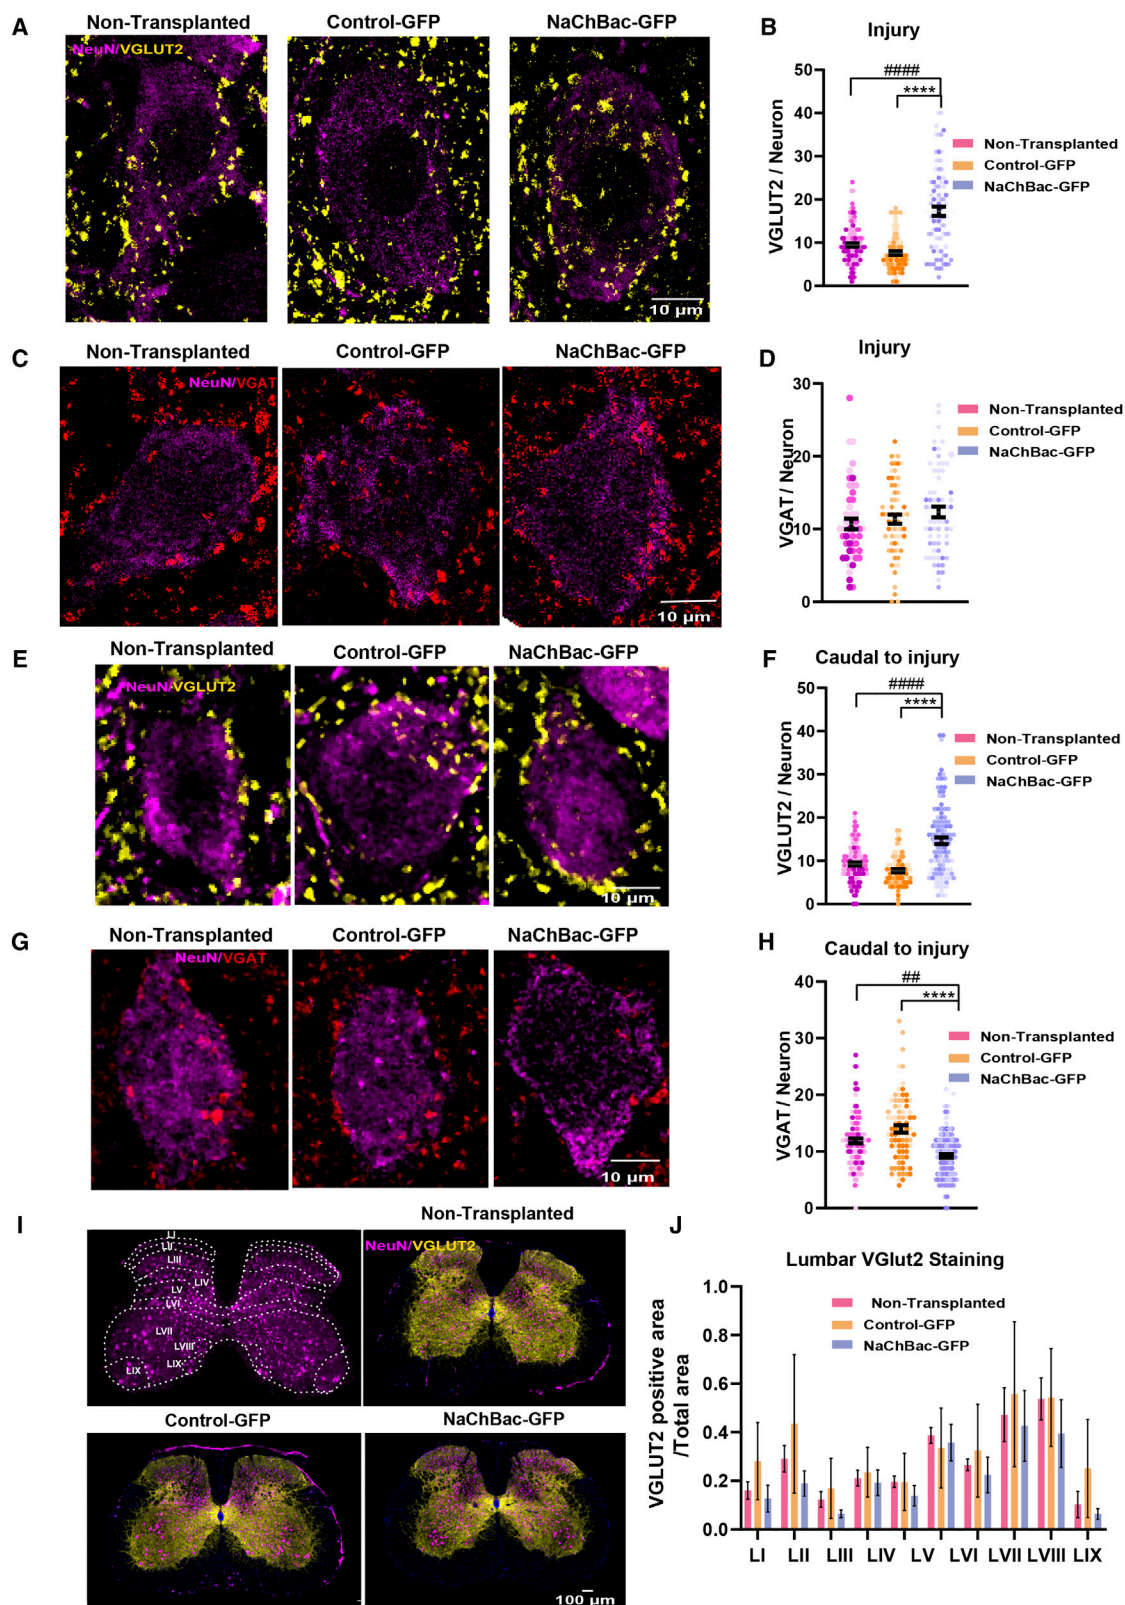 A
Non-Transplanted
Control-GFP
NaChBac-GFP
NeuN/VGLUT2
10 µm
B
Injury
####
****
VGLUT2 / Neuron
50
40
30
20
10
0
Non-Transplanted
Control-GFP
NaChBac-GFP
C
Non-Transplanted
Control-GFP
NaChBac-GFP
NeuN/VGAT
10 µm
D
Injury
VGAT / Neuron
30
20
10
0
Non-Transplanted
Control-GFP
NaChBac-GFP
E
Non-Transplanted
Control-GFP
NaChBac-GFP
NeuN/VGLUT2
10 µm
F
Caudal to injury
####
****
VGLUT2 / Neuron
50
40
30
20
10
0
Non-Transplanted
Control-GFP
NaChBac-GFP
G
Non-Transplanted
Control-GFP
NaChBac-GFP
NeuN/VGAT
10 µm
H
Caudal to injury
##
****
VGAT / Neuron
40
30
20
10
0
Non-Transplanted
Control-GFP
NaChBac-GFP
I
Non-Transplanted
LI
LII
LIII
LIV
LV
LVI
LVII
LVIII
LIX
LIX
NeuN/VGLUT2
Control-GFP
NaChBac-GFP
100 µm
J
Lumbar VGlut2 Staining
VGLUT2 positive area
/Total area
1.0
0.8
0.6
0.4
0.2
0.0
Non-Transplanted
Control-GFP
NaChBac-GFP
LI LII LIII LIV LV LVI LVII LVIII LIX